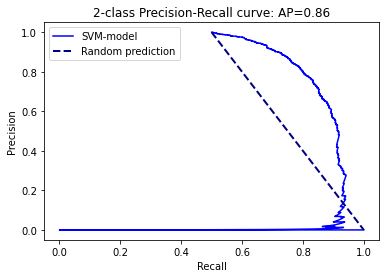 2-class Precision-Recall curve: AP=0.86
SVM-model
Random prediction
Precision
1.0
0.8
0.6
0.4
0.2
0.0
0.0 0.2 0.4 0.6 0.8 1.0
Recall